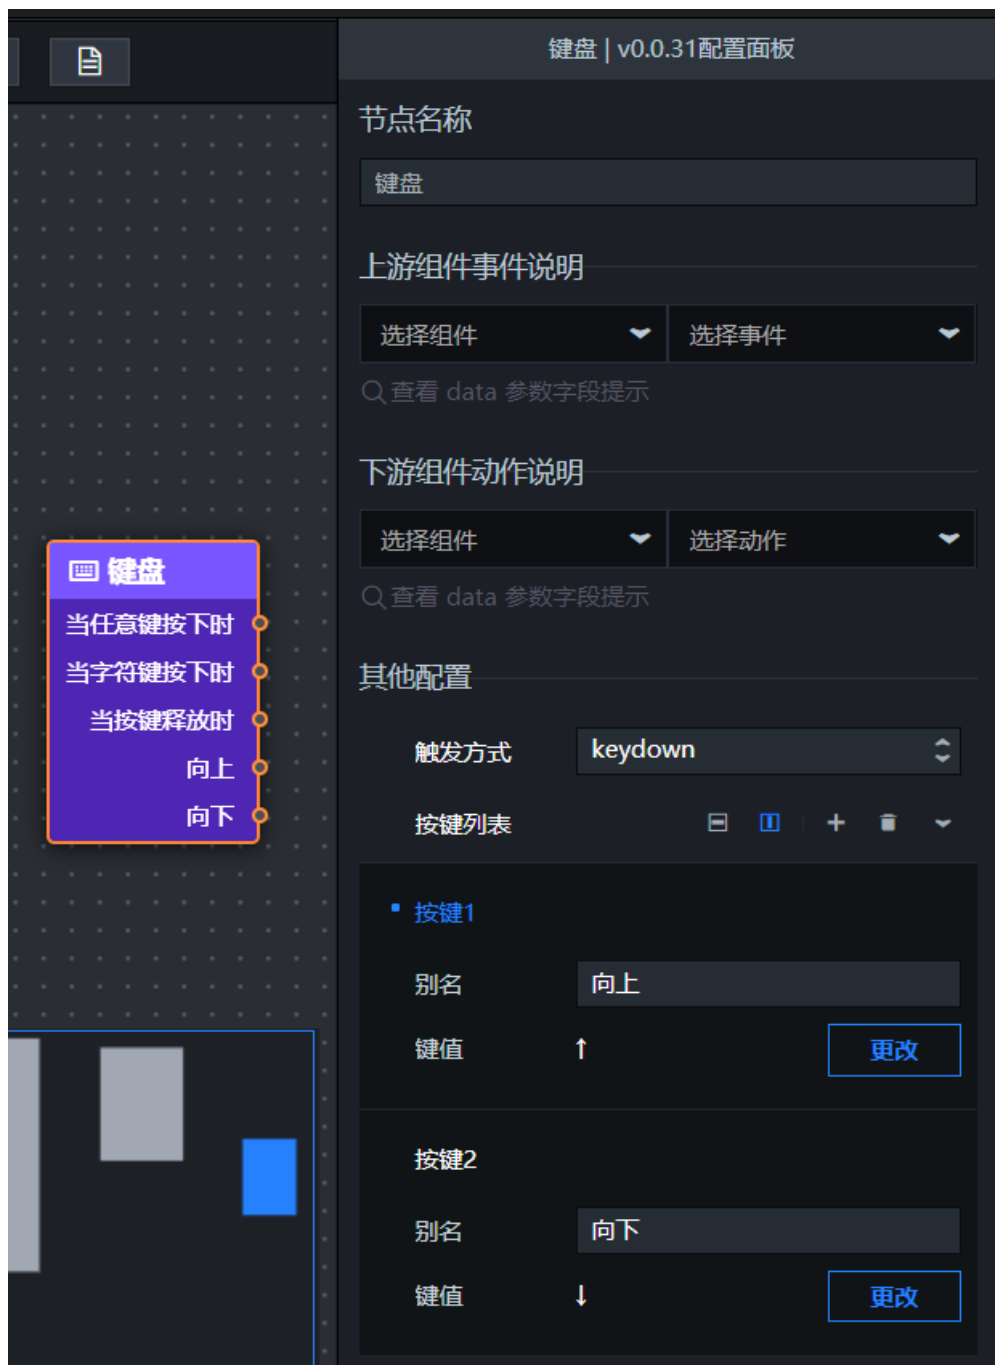 键盘 | v0.0.31配置面板
节点名称
键盘
上游组件事件说明
选择组件 选择事件
查看 data 参数字段提示
下游组件动作说明
选择组件 选择动作
查看 data 参数字段提示
其他配置
触发方式 keydown
按键列表
按键1
别名 向上
键值 ↑ 更改
按键2
别名 向下
键值 ↓ 更改
键盘
当任意键按下时
当字符键按下时
当按键释放时
向上
向下